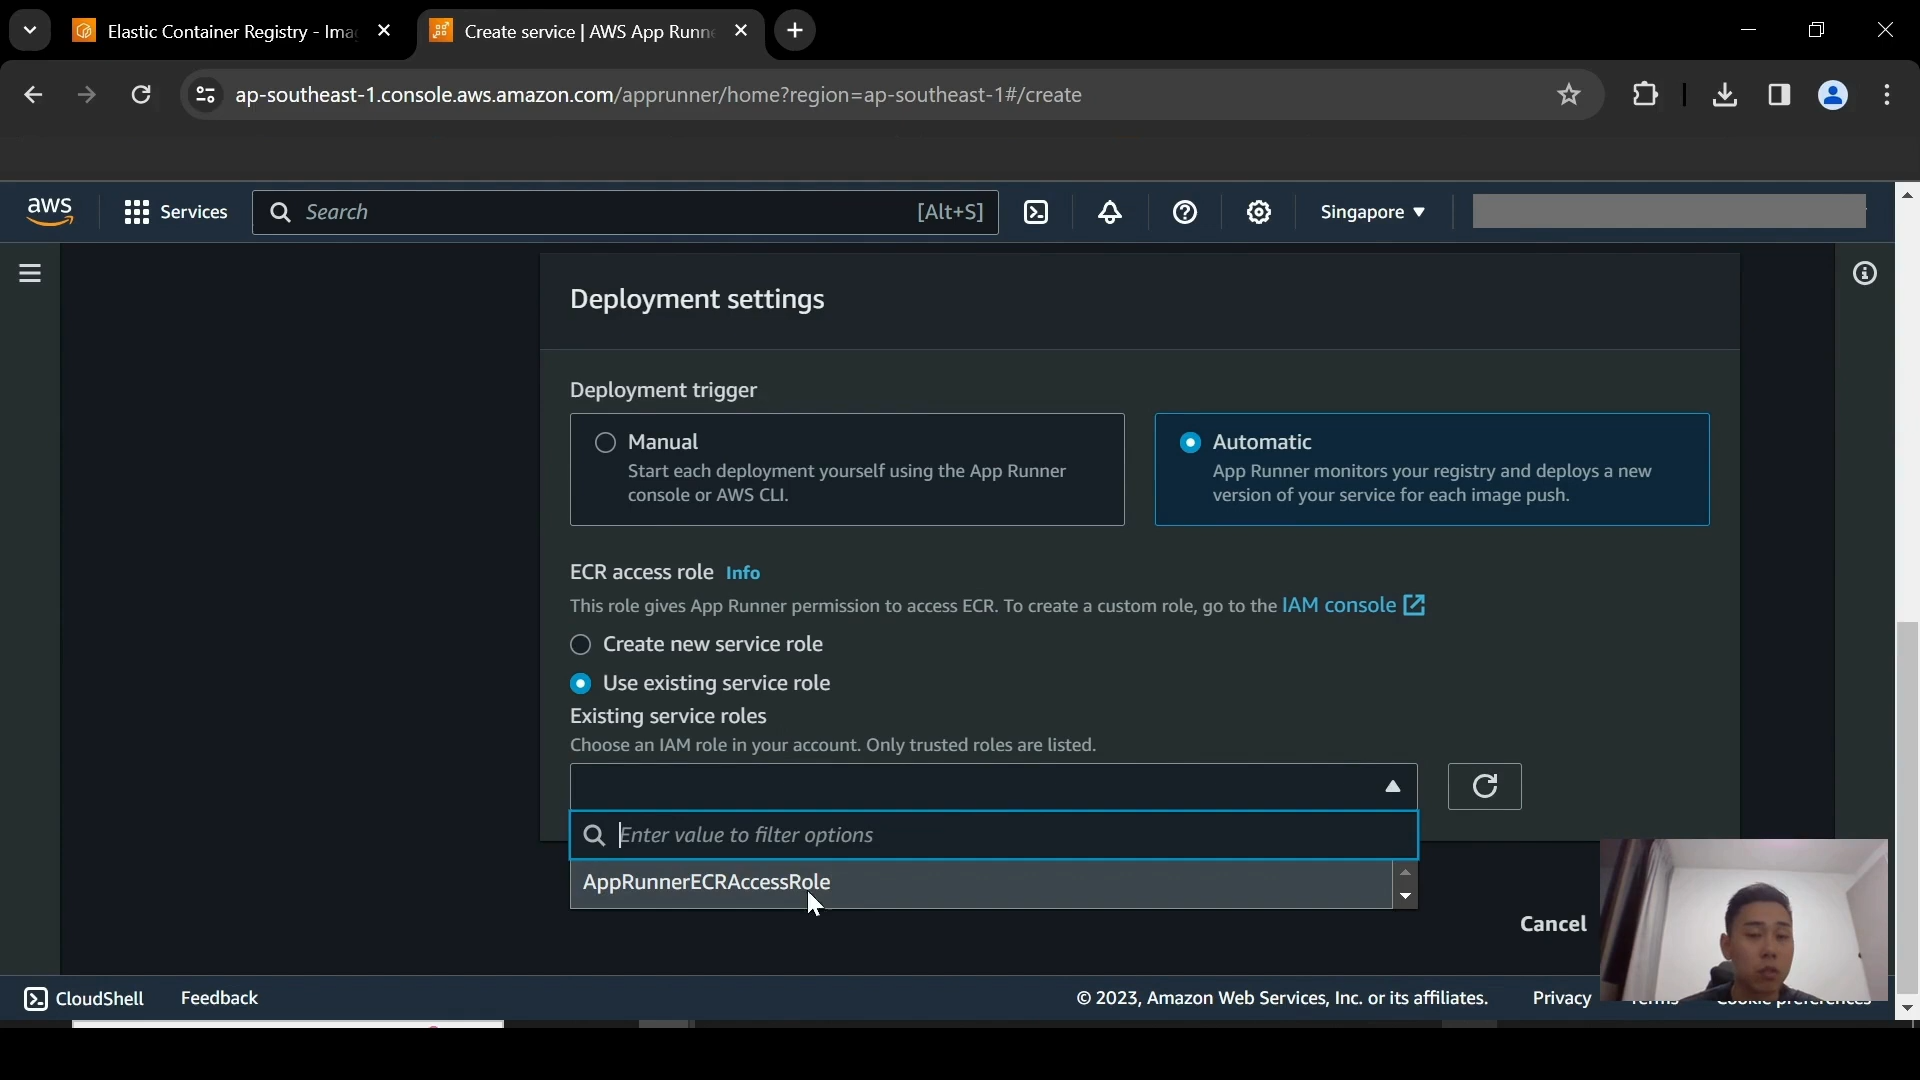 Elastic Container Registry - Ima
Create service | AWS App Runn
ap-southeast-1.console.aws.amazon.com/apprunner/home?region=ap-southeast-1#/create
aws
Services
Search
[Alt+S]
Singapore
Deployment settings
Deployment trigger
Manual
Start each deployment yourself using the App Runner
console or AWS CLI.
Automatic
App Runner monitors your registry and deploys a new
version of your service for each image push.
ECR access role Info
This role gives App Runner permission to access ECR. To create a custom role, go to the IAM console
Create new service role
Use existing service role
Existing service roles
Choose an IAM role in your account. Only trusted roles are listed.
Enter value to filter options
AppRunnerECRAccessRole
Cancel
CloudShell
Feedback
© 2023, Amazon Web Services, Inc. or its affiliates.
Privacy